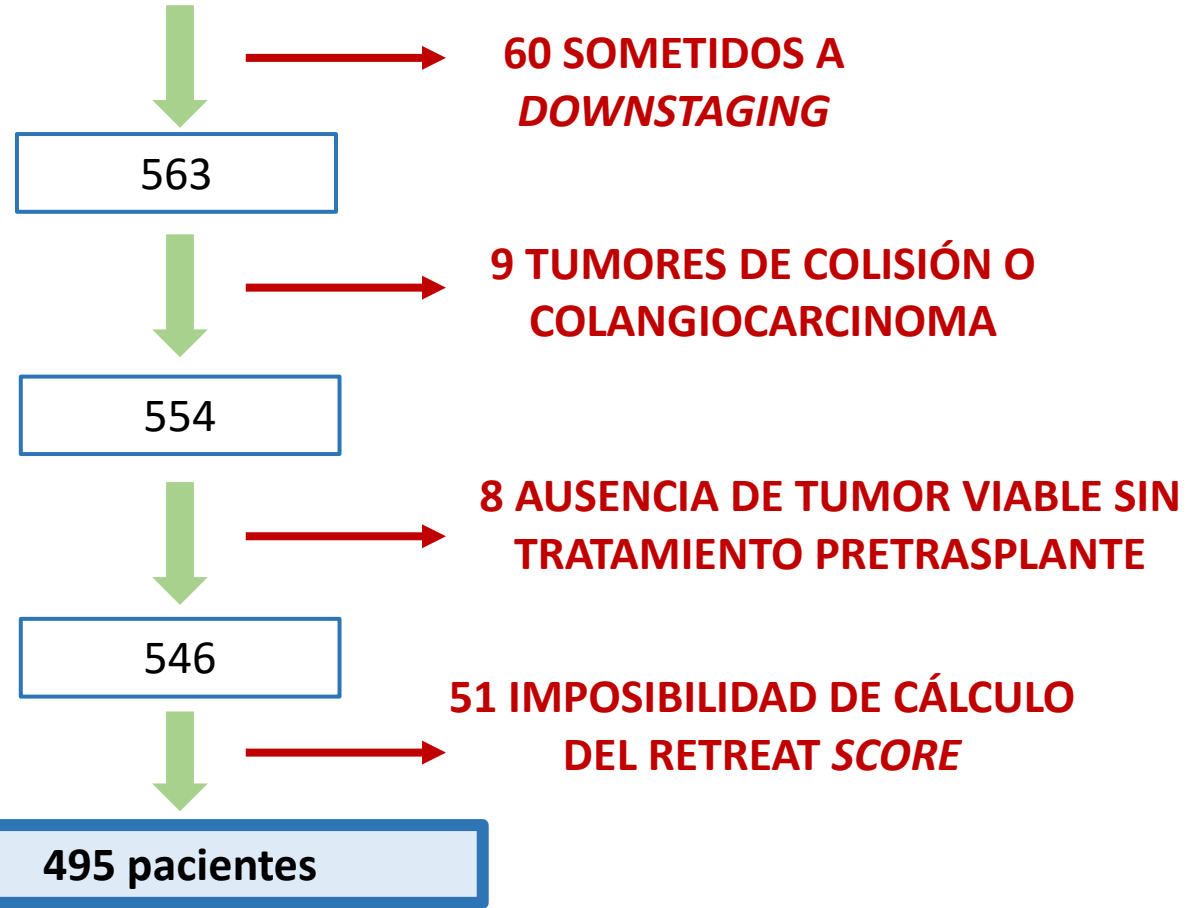 60 SOMETIDOS A
DOWNSTAGING
563
9 TUMORES DE COLISIÓN O
COLANGIOCARCINOMA
554
8 AUSENCIA DE TUMOR VIABLE SIN
TRATAMIENTO PRETRASPLANTE
546
51 IMPOSIBILIDAD DE CÁLCULO
DEL RETREAT SCORE
495 pacientes